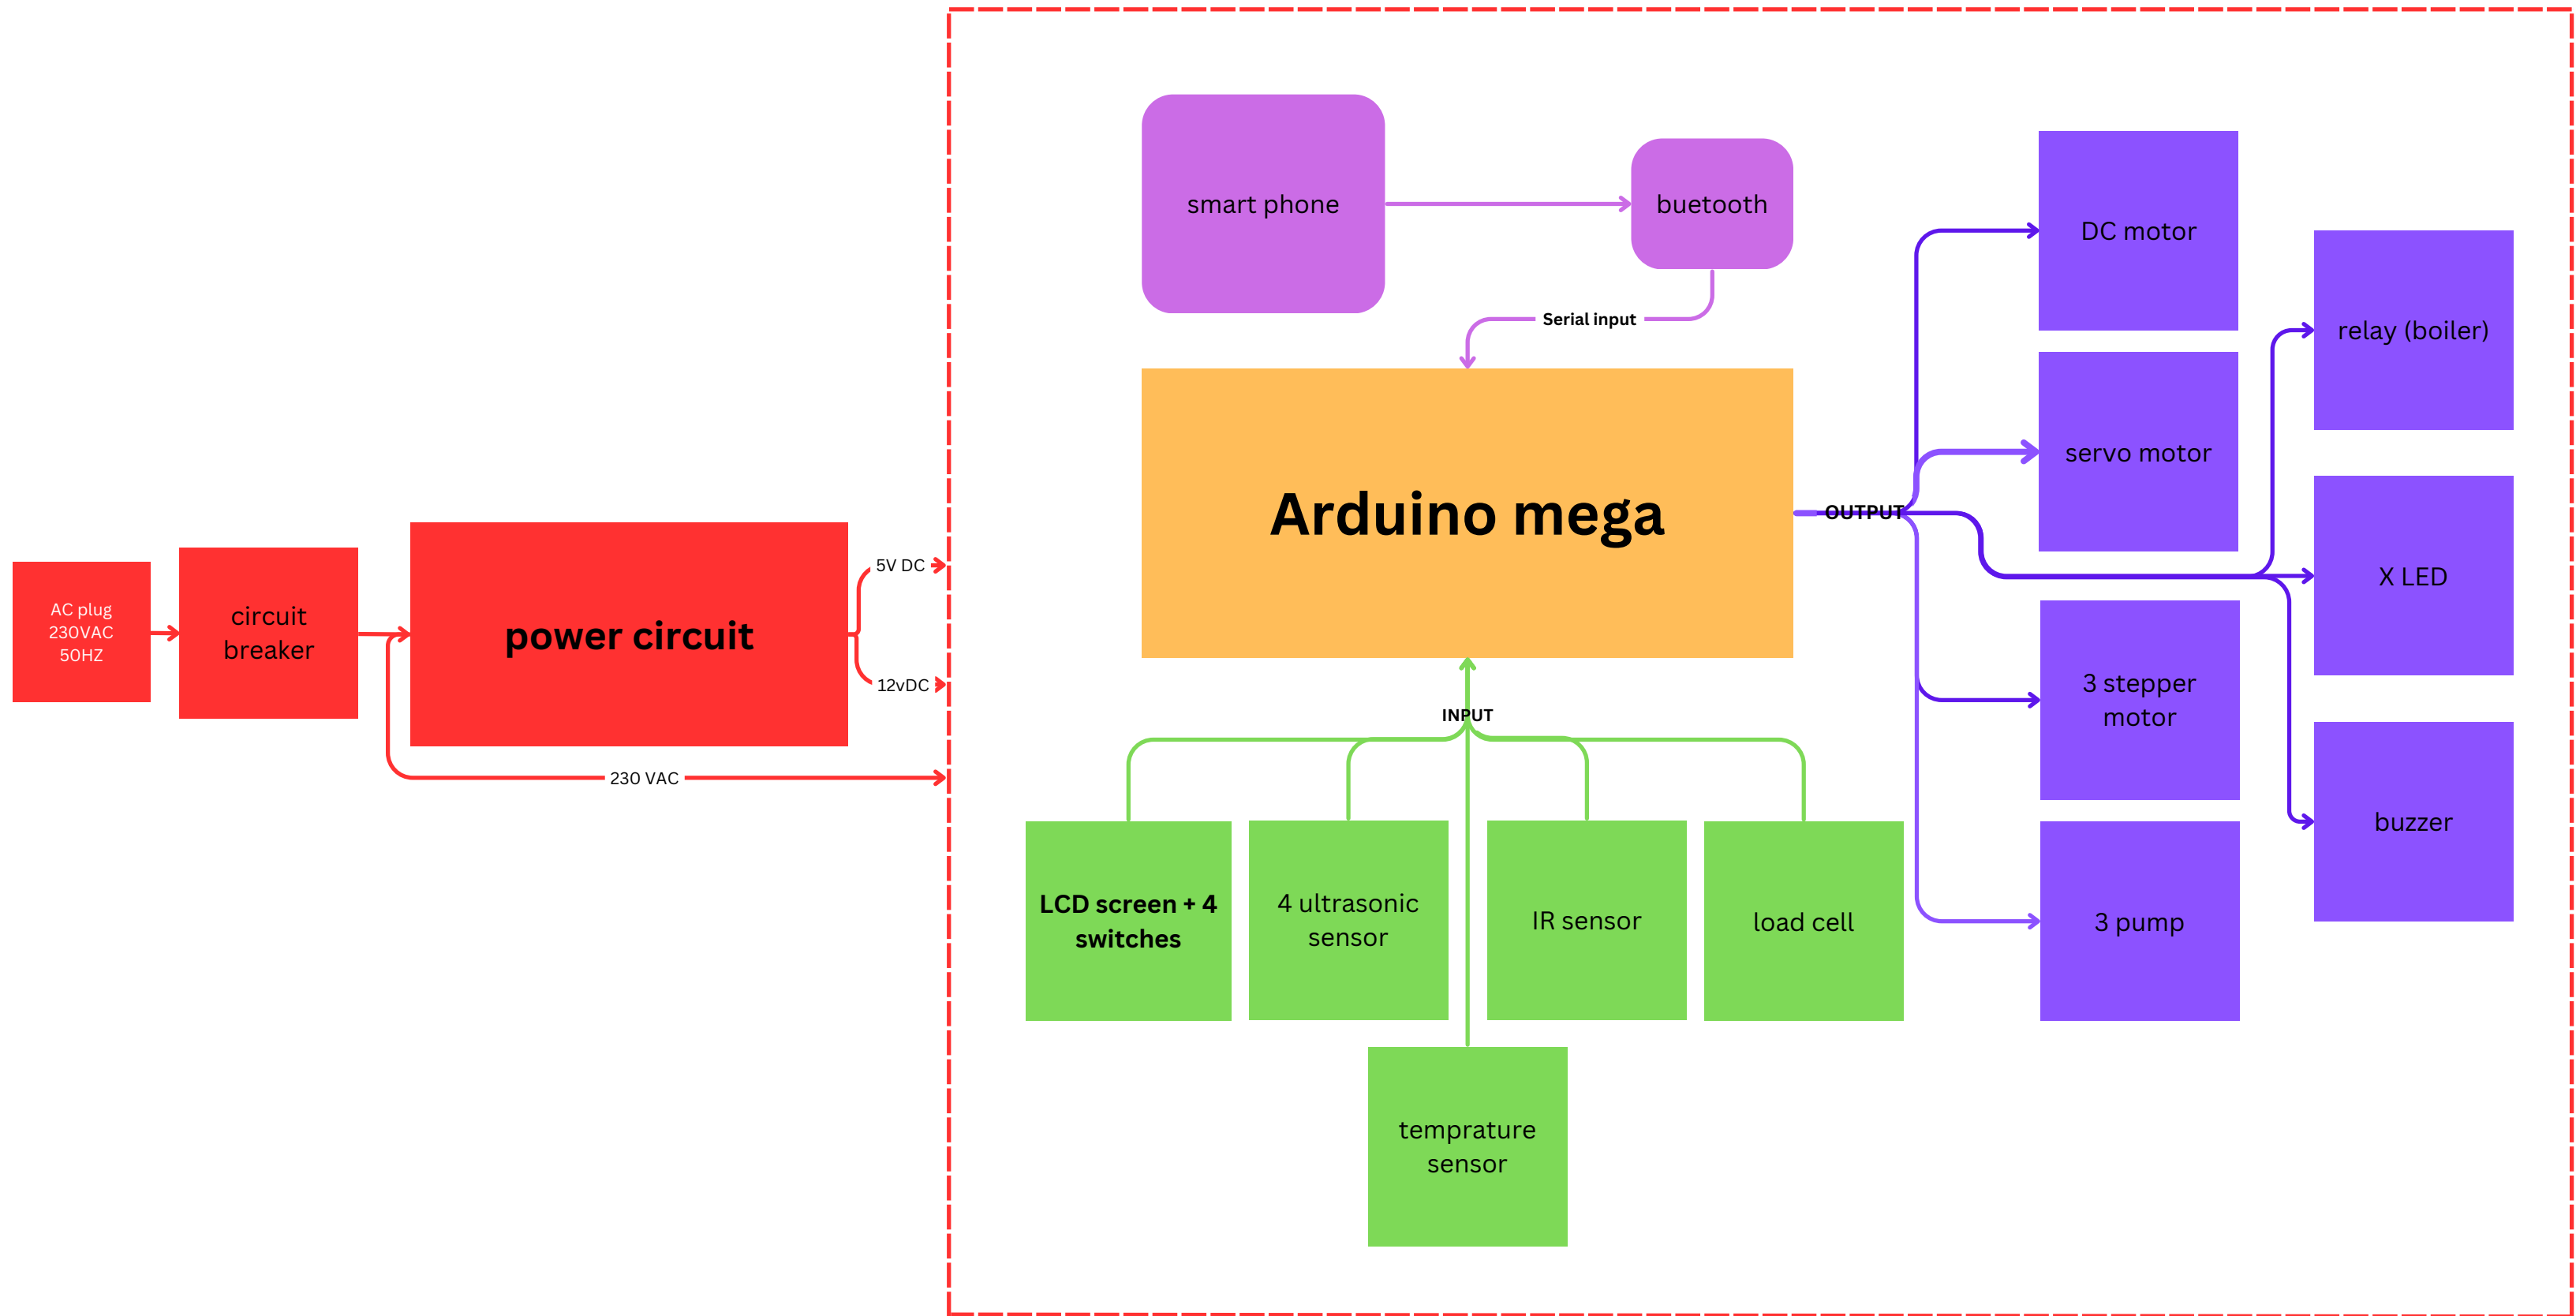 smart phone
buetooth
DC motor
relay (boiler)
Serial input
servo motor
Arduino mega
OUTPUT
5V DC
X LED
AC plug
230VAC
50HZ
circuit
breaker
power circuit
12vDC
3 stepper
motor
INPUT
230 VAC
buzzer
LCD screen + 4
switches
4 ultrasonic
sensor
IR sensor
load cell
3 pump
temprature
sensor